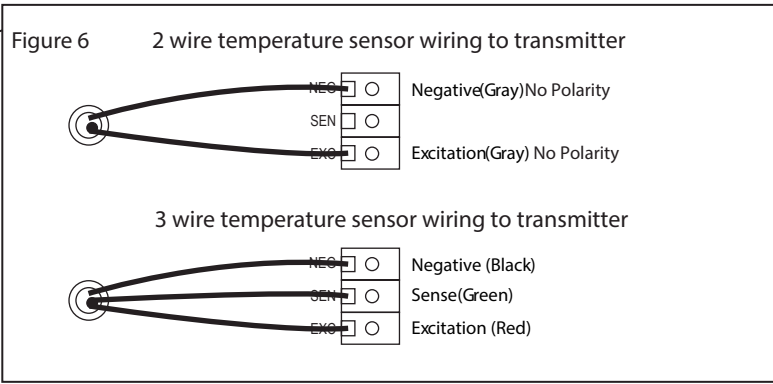 Figure 6 2 wire temperature sensor wiring to transmitter
NEG Negative(Gray)No Polarity
SEN
EXC Excitation(Gray) No Polarity
3 wire temperature sensor wiring to transmitter
NEG Negative (Black)
SEN Sense(Green)
EXC Excitation (Red)